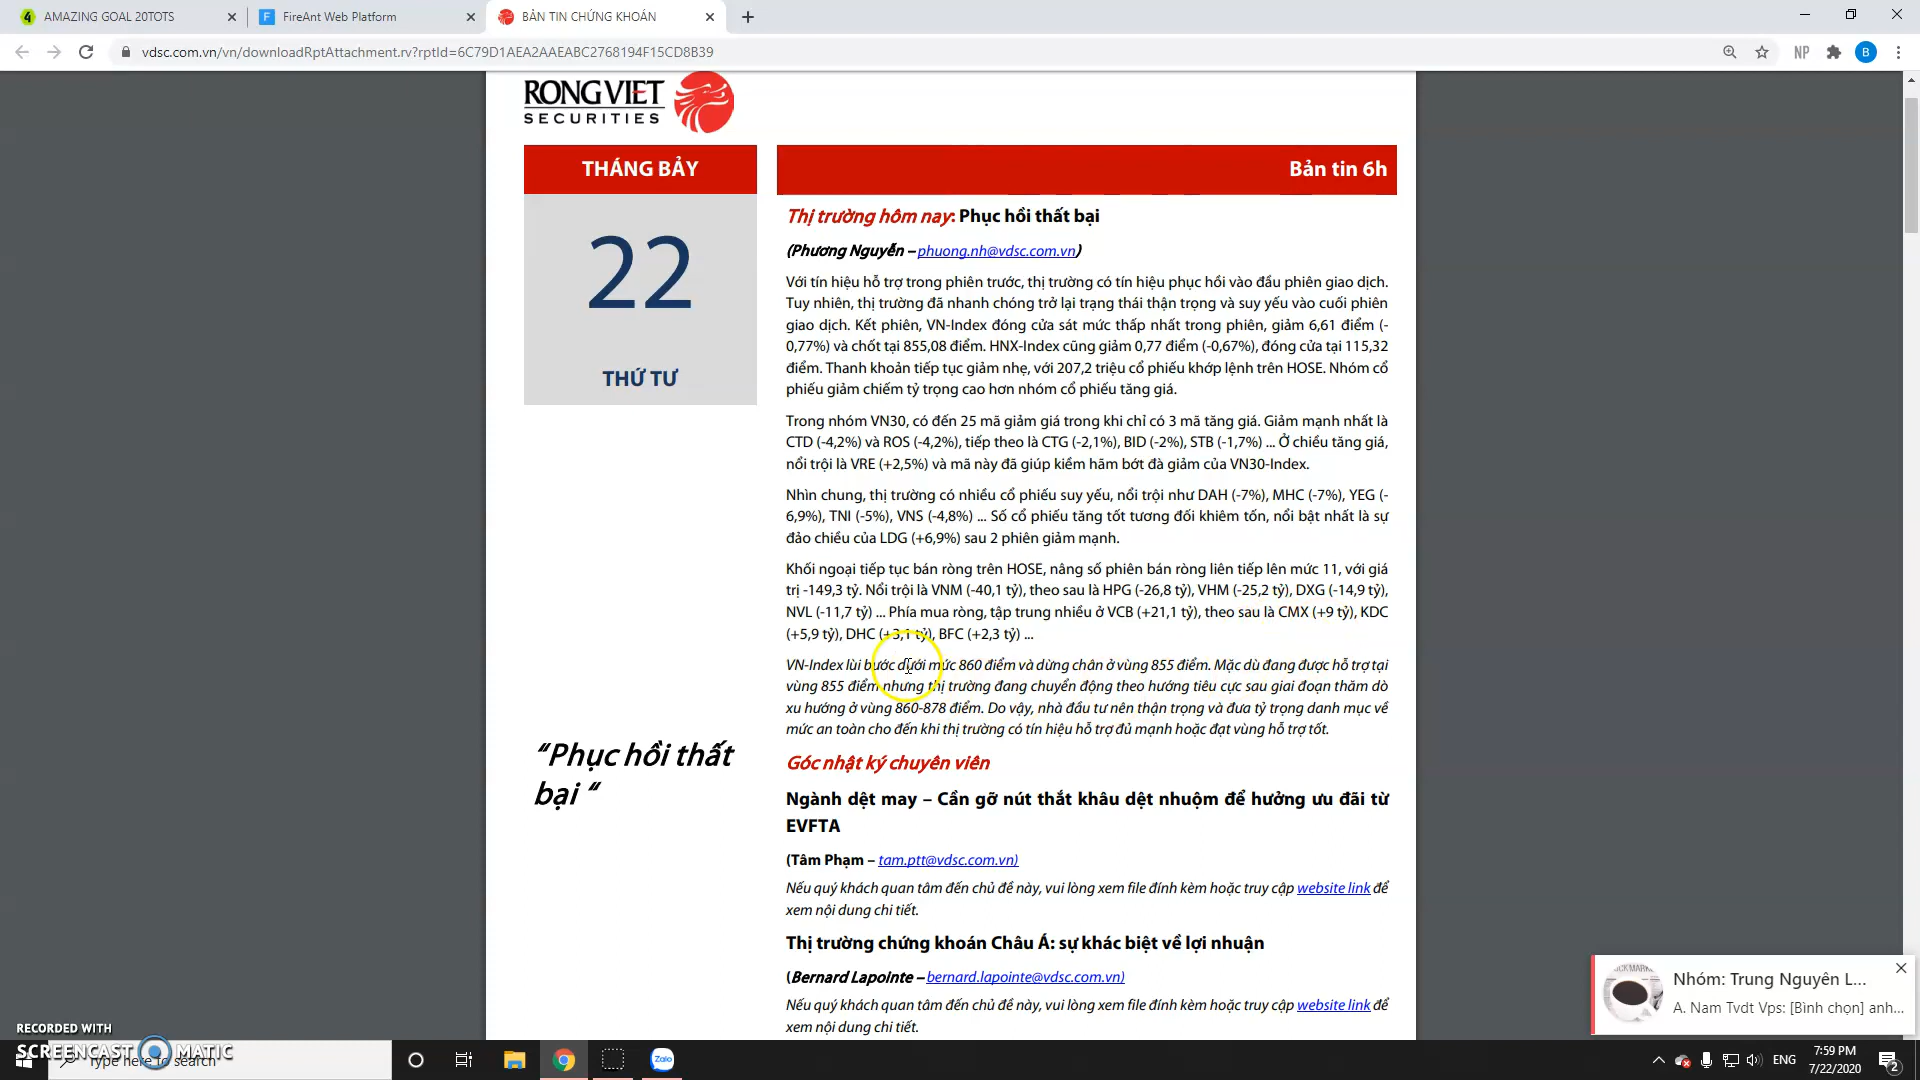 AMAZING GOAL 20TOTS
FireAnt Web Platform
BẢN TIN CHỨNG KHOÁN
vdsc.com.vn/vn/downloadRptAttachment.rv?rptId=6C79D1AEA2AAEABC2768194F15CD8B39
NP
B
RONG VIET
SECURITIES
THÁNG BẢY
Bản tin 6h
22
THỨ TƯ
Thị trường hôm nay: Phục hồi thất bại
(Phương Nguyễn – phuong.nh@vdsc.com.vn)
Với tín hiệu hỗ trợ trong phiên trước, thị trường có tín hiệu phục hồi vào đầu phiên giao dịch.
Tuy nhiên, thị trường đã nhanh chóng trở lại trạng thái thận trọng và suy yếu vào cuối phiên
giao dịch. Kết phiên, VN-Index đóng cửa sát mức thấp nhất trong phiên, giảm 6,61 điểm (-
0,77%) và chốt tại 855,08 điểm. HNX-Index cũng giảm 0,77 điểm (-0,67%), đóng cửa tại 115,32
điểm. Thanh khoản tiếp tục giảm nhẹ, với 207,2 triệu cổ phiếu khớp lệnh trên HOSE. Nhóm cổ
phiếu giảm chiếm tỷ trọng cao hơn nhóm cổ phiếu tăng giá.
Trong nhóm VN30, có đến 25 mã giảm giá trong khi chỉ có 3 mã tăng giá. Giảm mạnh nhất là
CTD (-4,2%) và ROS (-4,2%), tiếp theo là CTG (-2,1%), BID (-2%), STB (-1,7%) ... Ở chiều tăng giá,
nổi trội là VRE (+2,5%) và mã này đã giúp kiềm hãm bớt đà giảm của VN30-Index.
Nhìn chung, thị trường có nhiều cổ phiếu suy yếu, nổi trội như DAH (-7%), MHC (-7%), YEG (-
6,9%), TNI (-5%), VNS (-4,8%) ... Số cổ phiếu tăng tốt tương đối khiêm tốn, nổi bật nhất là sự
đảo chiều của LDG (+6,9%) sau 2 phiên giảm mạnh.
Khối ngoại tiếp tục bán ròng trên HOSE, nâng số phiên bán ròng liên tiếp lên mức 11, với giá
trị -149,3 tỷ. Nổi trội là VNM (-40,1 tỷ), theo sau là HPG (-26,8 tỷ), VHM (-25,2 tỷ), DXG (-14,9 tỷ),
NVL (-11,7 tỷ) ... Phía mua ròng, tập trung nhiều ở VCB (+21,1 tỷ), theo sau là CMX (+9 tỷ), KDC
(+5,9 tỷ), DHC (+3,1 tỷ), BFC (+2,3 tỷ) ...
VN-Index lùi bước dưới mức 860 điểm và dừng chân ở vùng 855 điểm. Mặc dù đang được hỗ trợ tại
vùng 855 điểm nhưng thị trường đang chuyển động theo hướng tiêu cực sau giai đoạn thăm dò
xu hướng ở vùng 860-878 điểm. Do vậy, nhà đầu tư nên thận trọng và đưa tỷ trọng danh mục về
mức an toàn cho đến khi thị trường có tín hiệu hỗ trợ đủ mạnh hoặc đạt vùng hỗ trợ tốt.
“Phục hồi thất
bại “
Góc nhật ký chuyên viên
Ngành dệt may – Cần gỡ nút thắt khâu dệt nhuộm để hưởng ưu đãi từ
EVFTA
(Tâm Phạm – tam.ptt@vdsc.com.vn)
Nếu quý khách quan tâm đến chủ đề này, vui lòng xem file đính kèm hoặc truy cập website link để
xem nội dung chi tiết.
Thị trường chứng khoán Châu Á: sự khác biệt về lợi nhuận
(Bernard Lapointe – bernard.lapointe@vdsc.com.vn)
Nếu quý khách quan tâm đến chủ đề này, vui lòng xem file đính kèm hoặc truy cập website link để
xem nội dung chi tiết.
Nhóm: Trung Nguyên L...
A. Nam Tvdt Vps: [Bình chọn] anh...
RECORDED WITH
SCREENCAST MATIC
Type here to search
Zalo
ENG
7:59 PM
7/22/2020
2